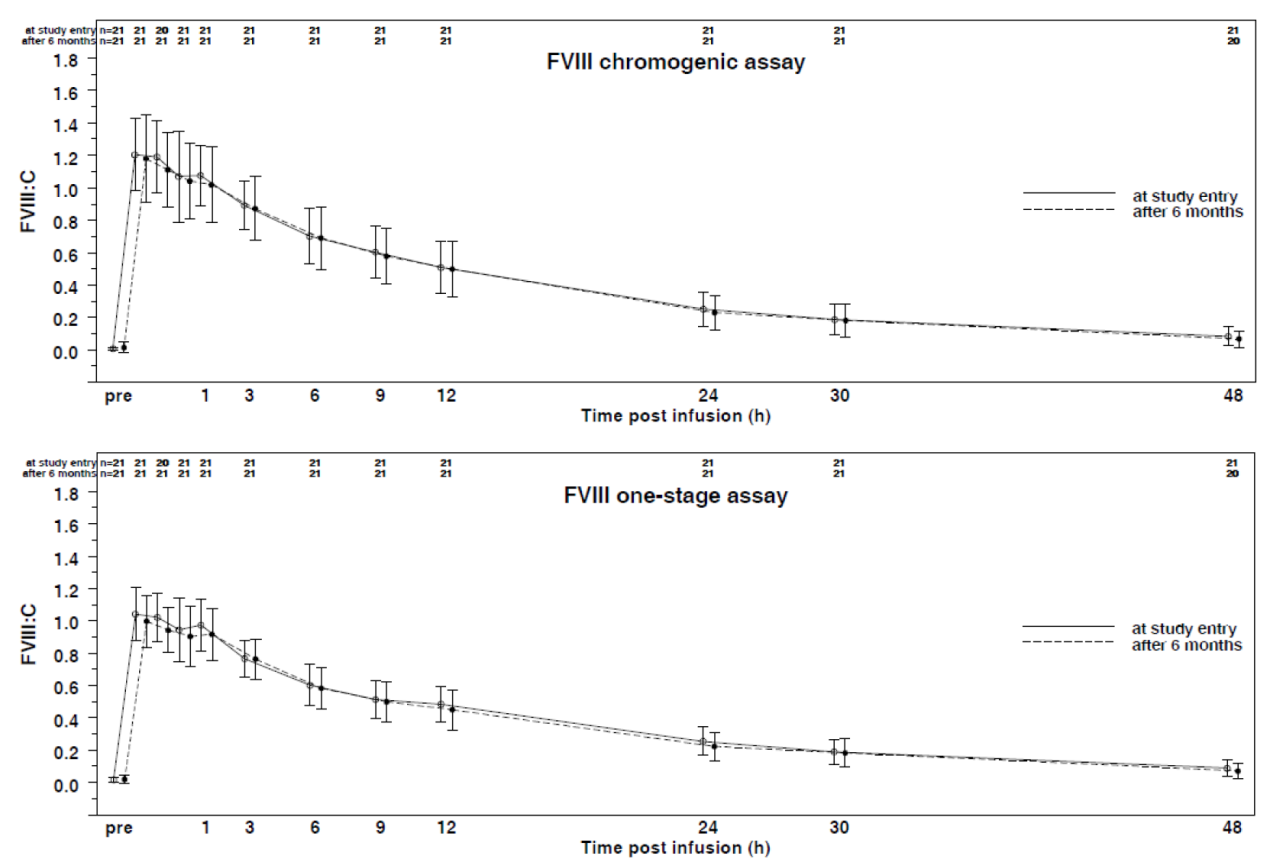 at study entry n=21 21 20 21 21 21 21 21 21 21 21 21
after 6 months n=21 21 21 21 21 21 21 21 21 21 21 20
FVIII chromogenic assay
1.8
1.6
1.4
1.2
1.0
0.8
0.6
0.4
0.2
0.0
FVIII:C
at study entry
after 6 months
pre 1 3 6 9 12 24 30 48
Time post infusion (h)
at study entry n=21 21 20 21 21 21 21 21 21 21 21 21
after 6 months n=21 21 21 21 21 21 21 21 21 21 21 20
FVIII one-stage assay
1.8
1.6
1.4
1.2
1.0
0.8
0.6
0.4
0.2
0.0
FVIII:C
at study entry
after 6 months
pre 1 3 6 9 12 24 30 48
Time post infusion (h)